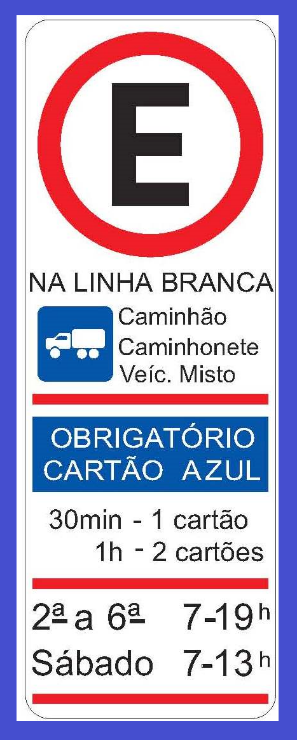 E
NA LINHA BRANCA
Caminhão
Caminhonete
Veíc. Misto
OBRIGATÓRIO
CARTÃO AZUL
30min - 1 cartão
1h - 2 cartões
2ª a 6ª 7-19h
Sábado 7-13h